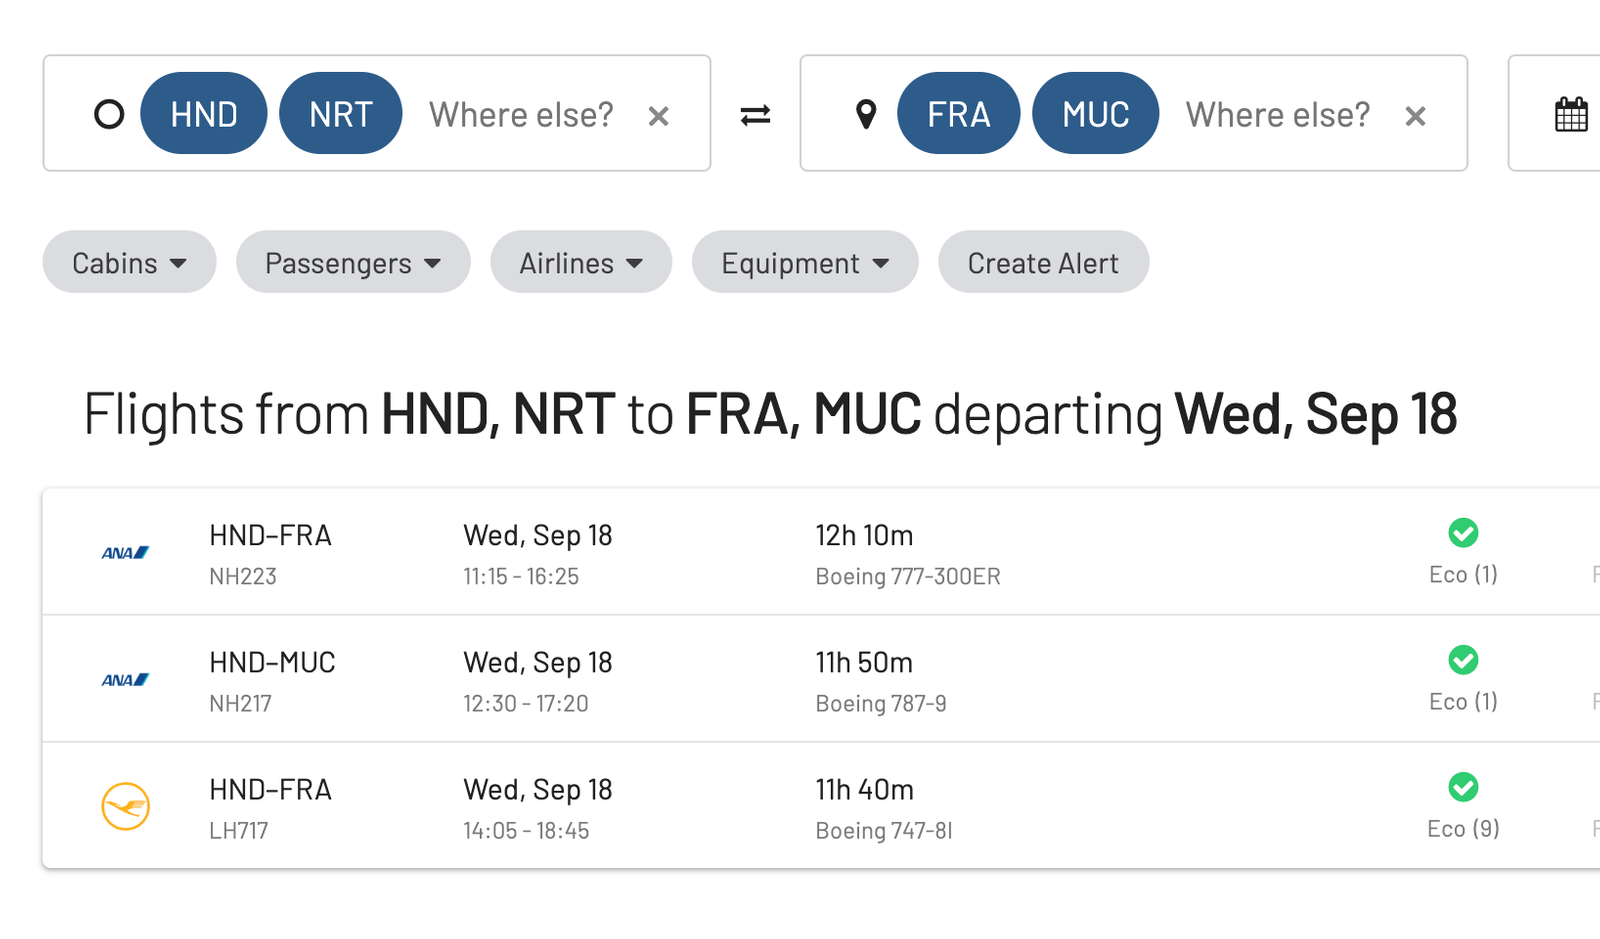 HND NRT Where else? × FRA MUC Where else? ×
Cabins Passengers Airlines Equipment Create Alert
Flights from HND, NRT to FRA, MUC departing Wed, Sep 18
ANA HND–FRA Wed, Sep 18 12h 10m
NH223 11:15 - 16:25 Boeing 777-300ER Eco (1)
ANA HND–MUC Wed, Sep 18 11h 50m
NH217 12:30 - 17:20 Boeing 787-9 Eco (1)
HND–FRA Wed, Sep 18 11h 40m
LH717 14:05 - 18:45 Boeing 747-8I Eco (9)